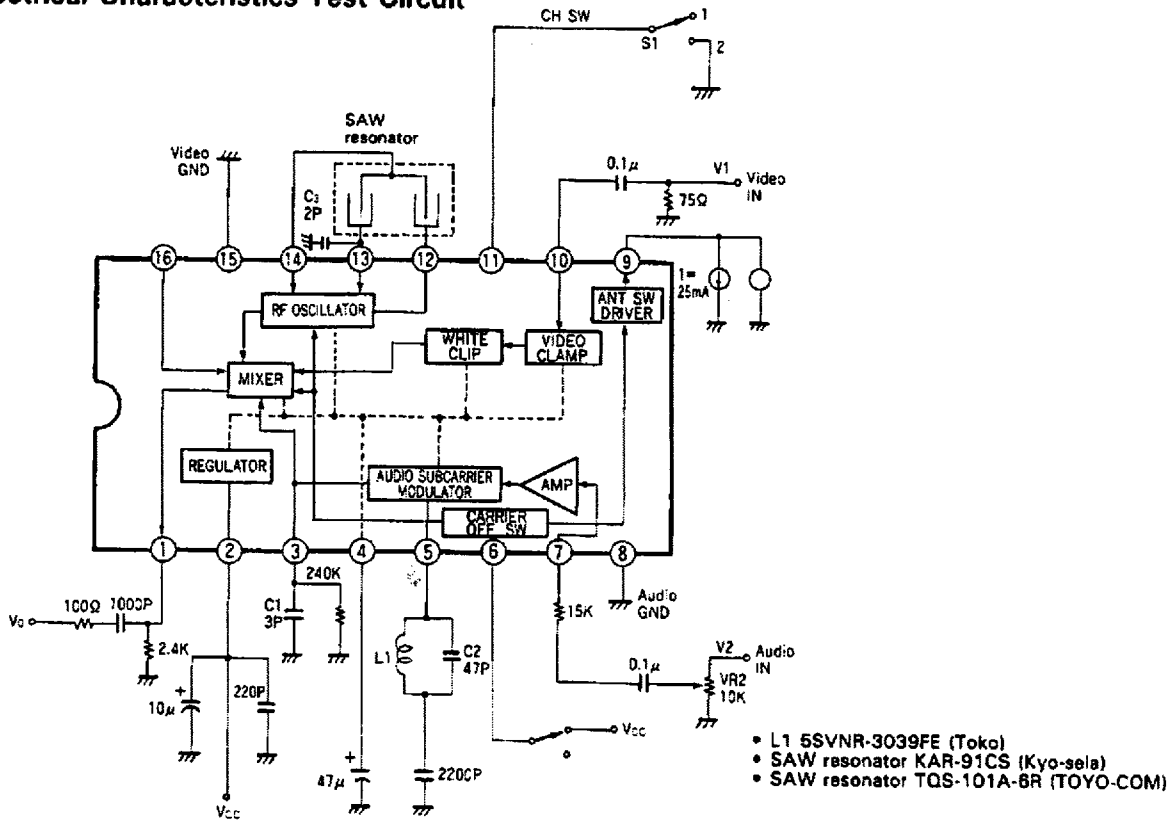 Electrical Characteristics Test Circuit
CH SW
S1
1
2
SAW
resonator
Video
GND
C3
2P
0.1μ
V1
Video
IN
75Ω
16
15
14
13
12
11
10
9
I=
25mA
RF OSCILLATOR
ANT SW
DRIVER
WHITE
CLIP
VIDEO
CLAMP
MIXER
REGULATOR
AUDIO SUBCARRIER
MODULATOR
AMP
CARRIER
OFF SW
1
2
3
4
5
6
7
8
Audio
GND
100Ω
1000P
Vo
2.4K
240K
C1
3P
L1
C2
47P
15K
0.1μ
V2
Audio
IN
VR2
10K
+
10μ
220P
Vcc
+
47μ
2200P
Vcc
• L1 5SVNR-3039FE (Toko)
• SAW resonator KAR-91CS (Kyo-sela)
• SAW resonator TQS-101A-6R (TOYO-COM)